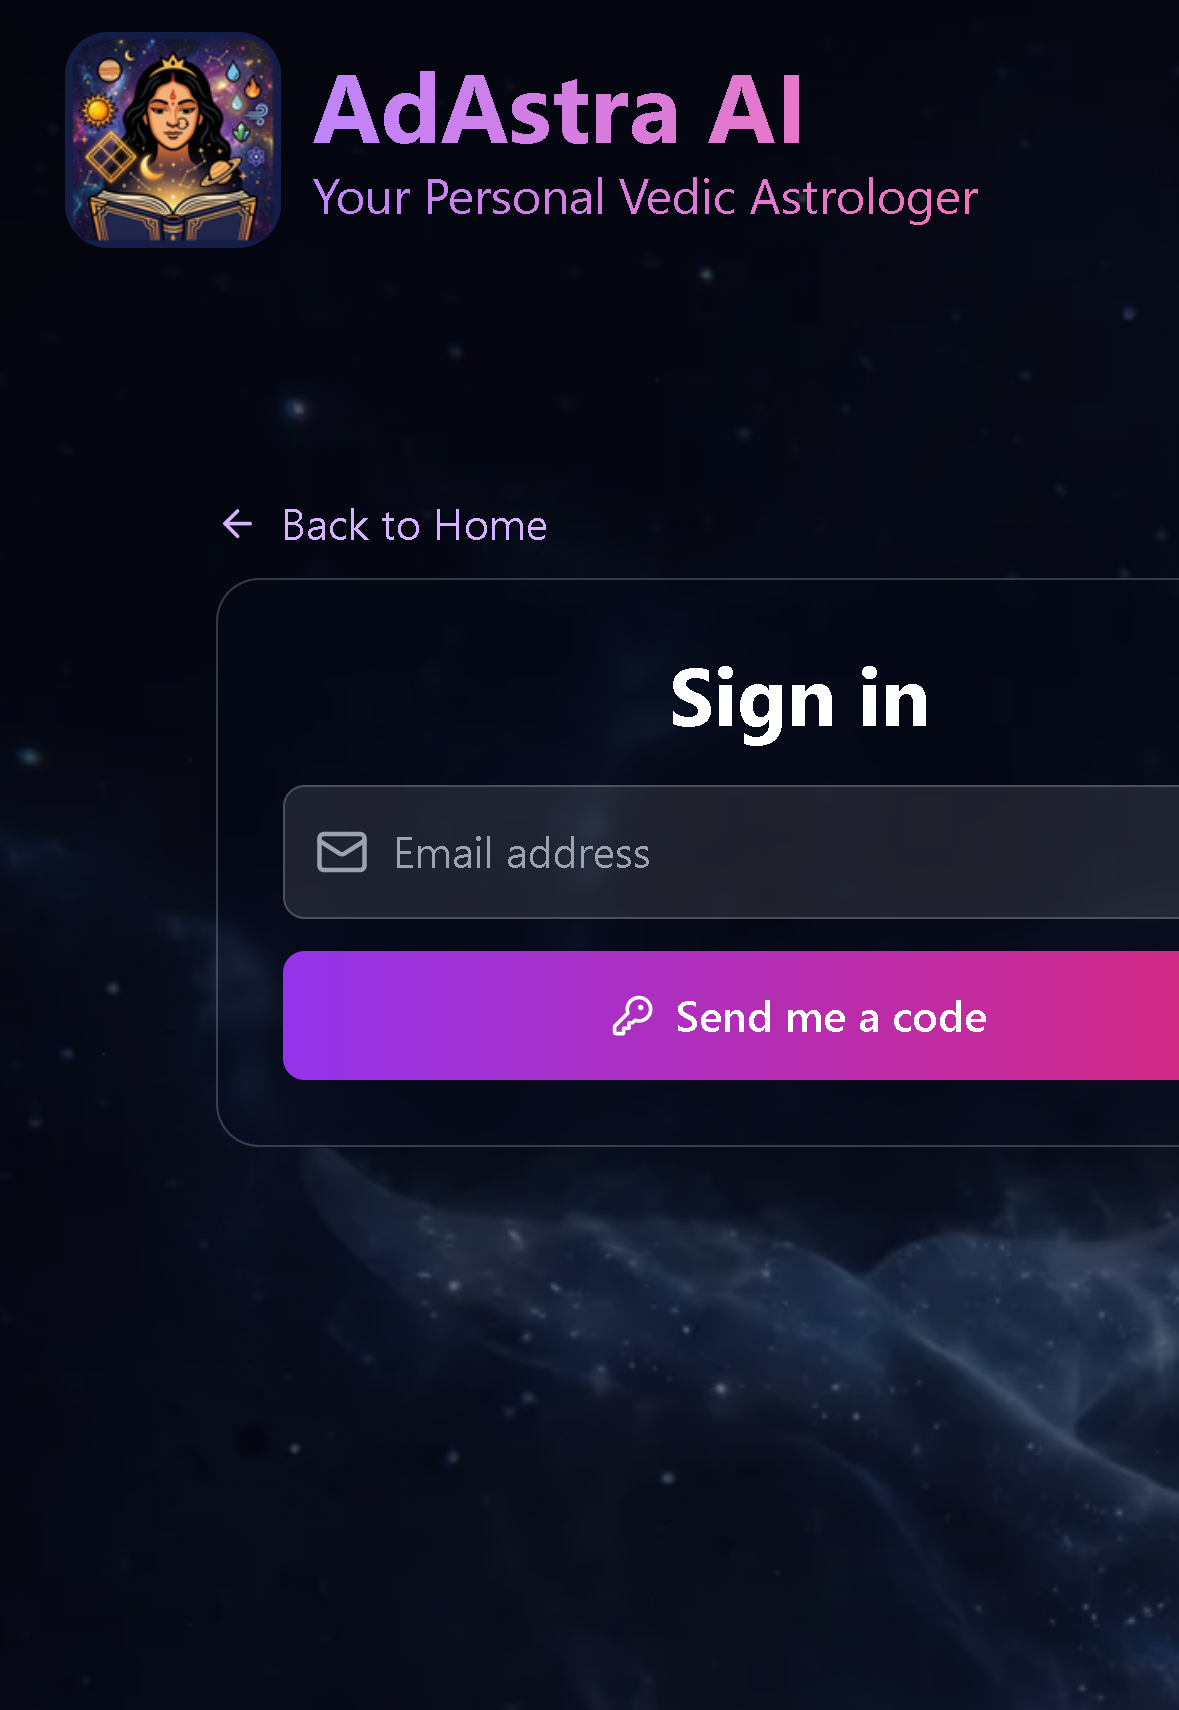 AdAstra AI
Your Personal Vedic Astrologer
Back to Home
Sign in
Email address
Send me a code